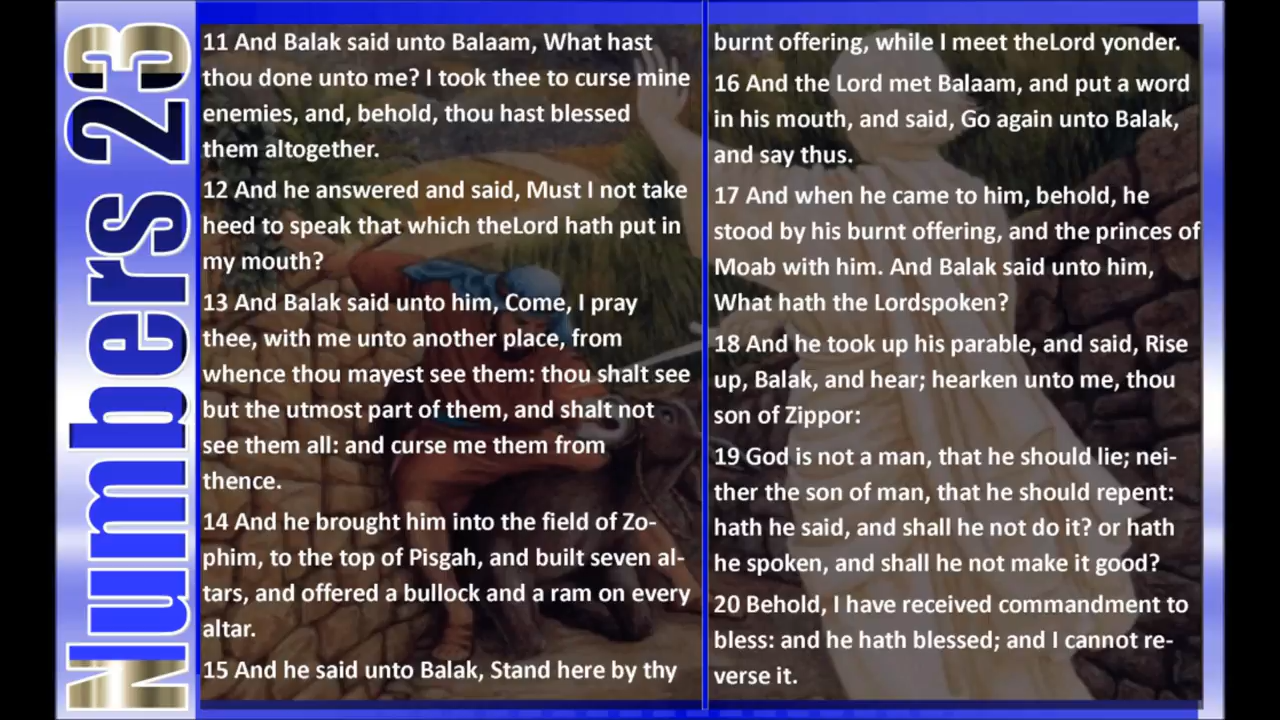 Numbers 23
11 And Balak said unto Balaam, What hast
thou done unto me? I took thee to curse mine
enemies, and, behold, thou hast blessed
them altogether.
12 And he answered and said, Must I not take
heed to speak that which theLord hath put in
my mouth?
13 And Balak said unto him, Come, I pray
thee, with me unto another place, from
whence thou mayest see them: thou shalt see
but the utmost part of them, and shalt not
see them all: and curse me them from
thence.
14 And he brought him into the field of Zo-
phim, to the top of Pisgah, and built seven al-
tars, and offered a bullock and a ram on every
altar.
15 And he said unto Balak, Stand here by thy
burnt offering, while I meet theLord yonder.
16 And the Lord met Balaam, and put a word
in his mouth, and said, Go again unto Balak,
and say thus.
17 And when he came to him, behold, he
stood by his burnt offering, and the princes of
Moab with him. And Balak said unto him,
What hath the Lordspoken?
18 And he took up his parable, and said, Rise
up, Balak, and hear; hearken unto me, thou
son of Zippor:
19 God is not a man, that he should lie; nei-
ther the son of man, that he should repent:
hath he said, and shall he not do it? or hath
he spoken, and shall he not make it good?
20 Behold, I have received commandment to
bless: and he hath blessed; and I cannot re-
verse it.